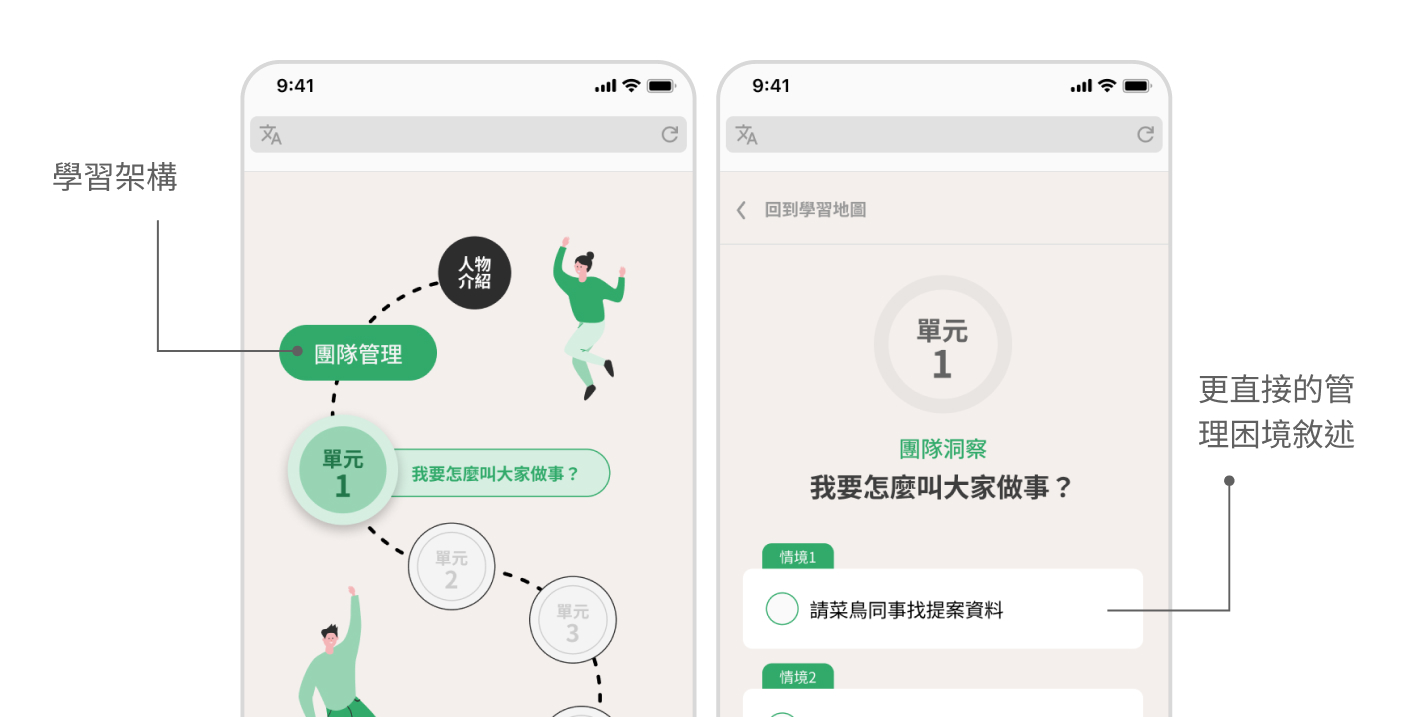 學習架構
9:41
人物
介紹
團隊管理
單元
1
我要怎麼叫大家做事？
單元
2
單元
3
9:41
回到學習地圖
單元
1
團隊洞察
我要怎麼叫大家做事？
情境1
請菜鳥同事找提案資料
情境2
更直接的管
理困境敘述